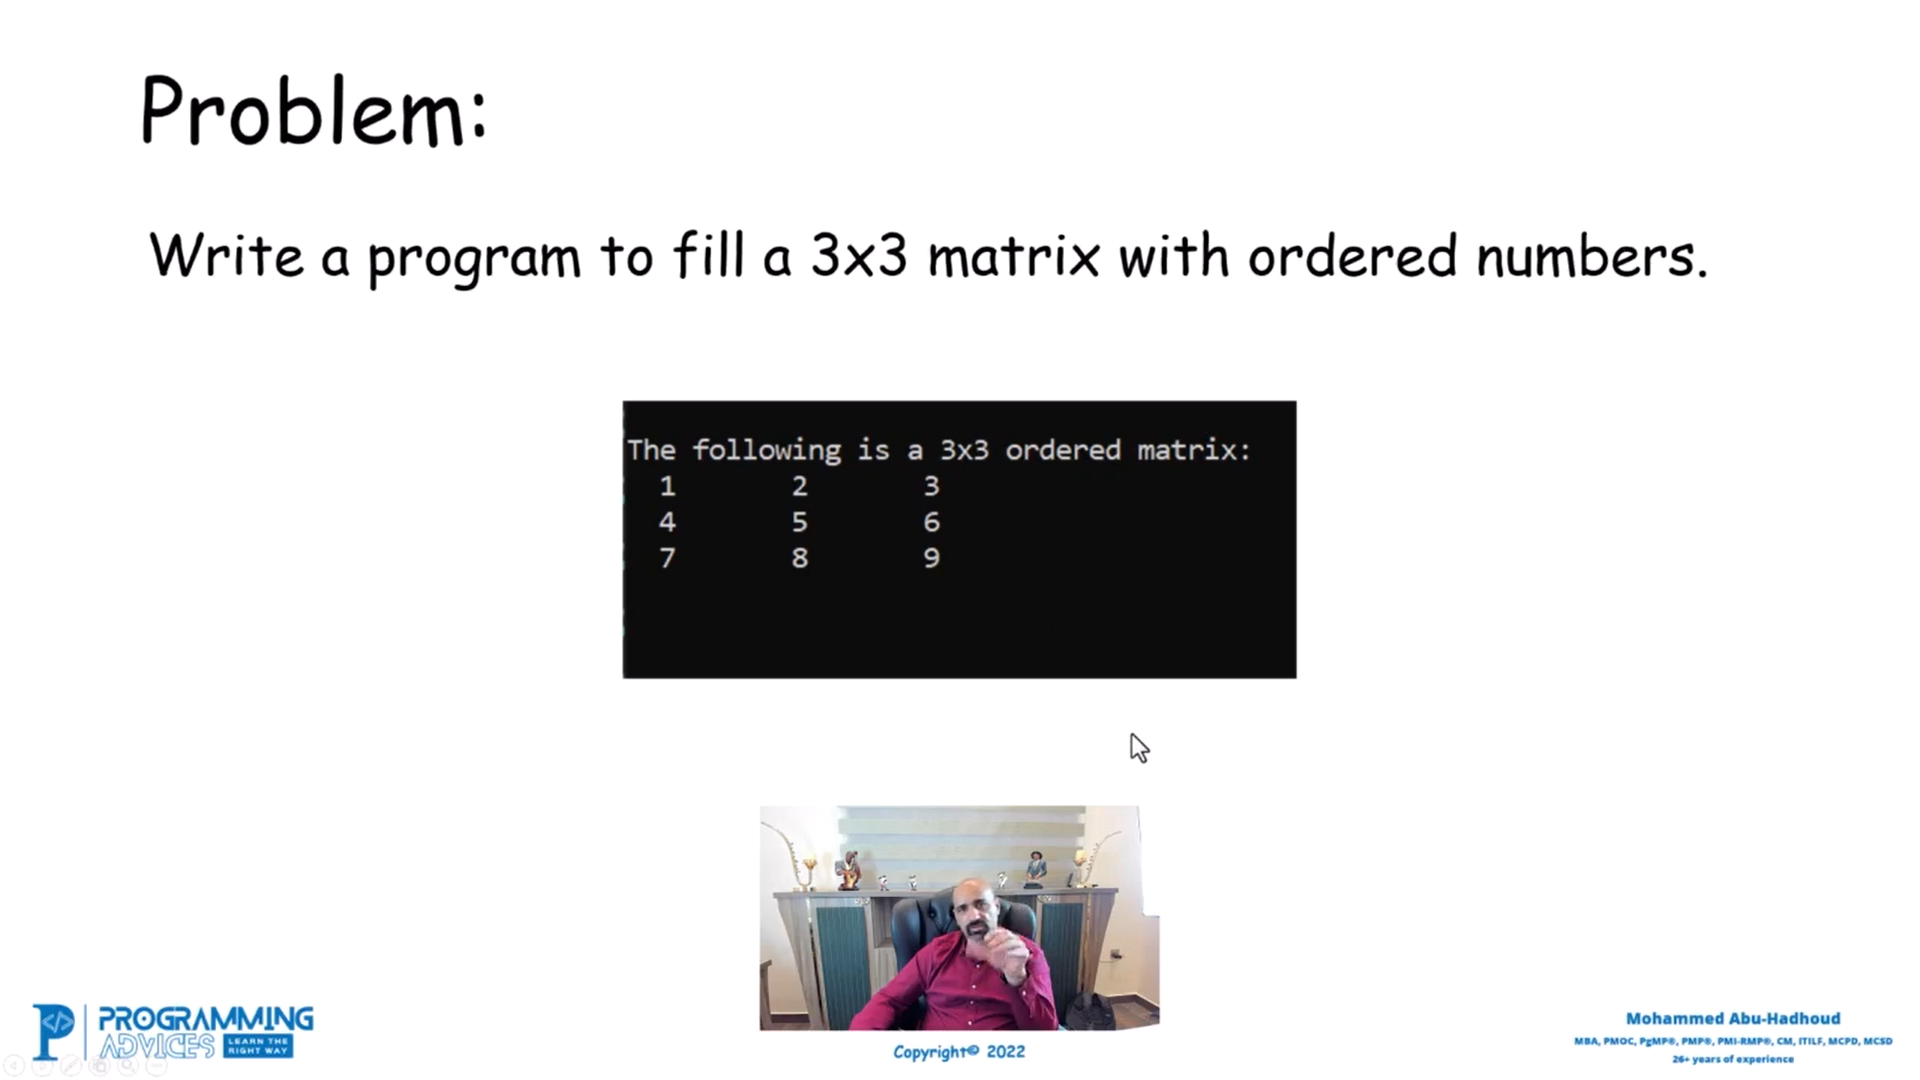 Problem:
Write a program to fill a 3x3 matrix with ordered numbers.
The following is a 3x3 ordered matrix:
1 2 3
4 5 6
7 8 9
PROGRAMMING
ADVICES
LEARN THE
RIGHT WAY
Copyright© 2022
Mohammed Abu-Hadhoud
MBA, PMOC, PgMP®, PMP®, PMI-RMP®, CM, ITILF, MCPD, MCSD
26+ years of experience